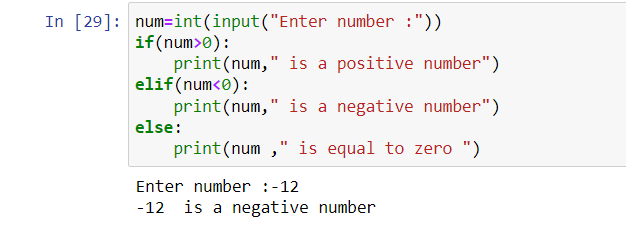 In [29]: num=int(input("Enter number :"))
if(num>0):
    print(num," is a positive number")
elif(num<0):
    print(num," is a negative number")
else:
    print(num ," is equal to zero ")
Enter number :-12
-12  is a negative number